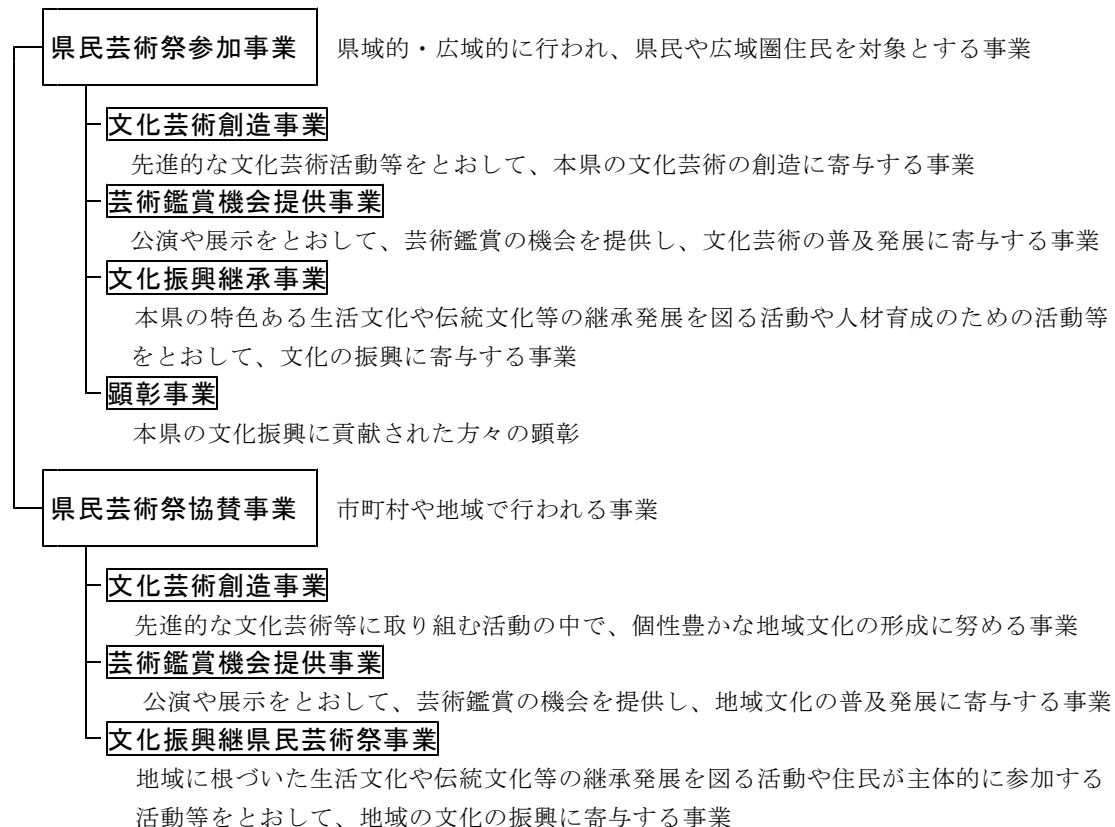 県民芸術祭参加事業 県域的・広域的に行われ、県民や広域圏住民を対象とする事業
文化芸術創造事業
先進的な文化芸術活動等をとおして、本県の文化芸術の創造に寄与する事業
芸術鑑賞機会提供事業
公演や展示をとおして、芸術鑑賞の機会を提供し、文化芸術の普及発展に寄与する事業
文化振興継承事業
本県の特色ある生活文化や伝統文化等の継承発展を図る活動や人材育成のための活動等
をとおして、文化の振興に寄与する事業
顕彰事業
本県の文化振興に貢献された方々の顕彰
県民芸術祭協賛事業 市町村や地域で行われる事業
文化芸術創造事業
先進的な文化芸術等に取り組む活動の中で、個性豊かな地域文化の形成に努める事業
芸術鑑賞機会提供事業
公演や展示をとおして、芸術鑑賞の機会を提供し、地域文化の普及発展に寄与する事業
文化振興継県民芸術祭事業
地域に根づいた生活文化や伝統文化等の継承発展を図る活動や住民が主体的に参加する
活動等をとおして、地域の文化の振興に寄与する事業